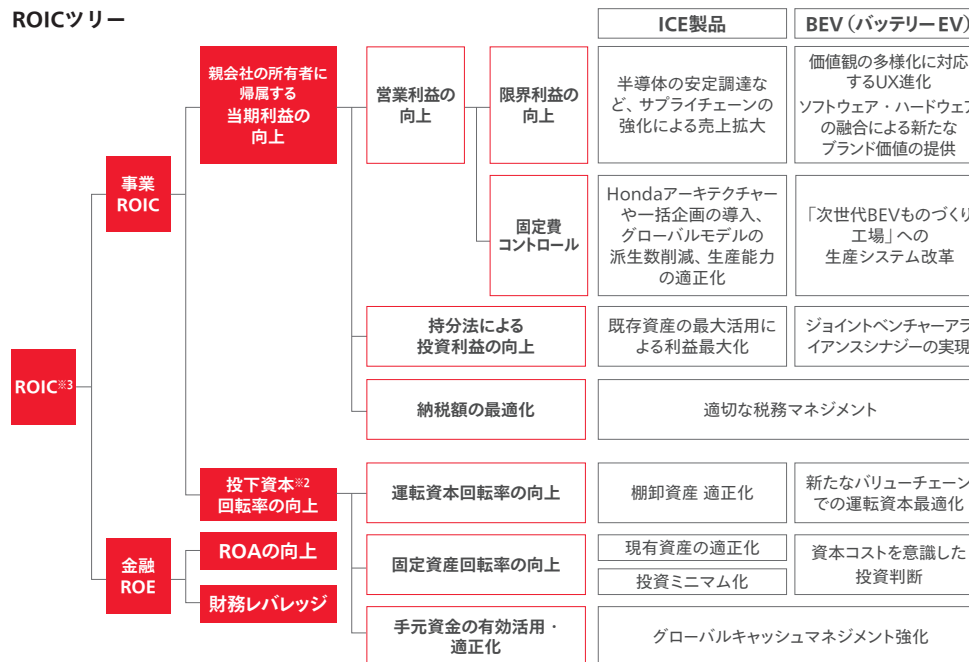 ROICツリー
ICE製品
BEV（バッテリーEV）
親会社の所有者に
帰属する
当期利益の
向上
営業利益の
向上
限界利益の
向上
半導体の安定調達な
ど、サプライチェーンの
強化による売上拡大
価値観の多様化に対応
するUX進化
ソフトウェア・ハードウェア
の融合による新たな
ブランド価値の提供
事業
ROIC
固定費
コントロール
Hondaアーキテクチャー
や一括企画の導入、
グローバルモデルの
派生数削減、生産能力
の適正化
「次世代BEVものづくり
工場」への
生産システム改革
持分法による
投資利益の向上
既存資産の最大活用に
よる利益最大化
ジョイントベンチャーアラ
イアンスシナジーの実現
ROIC※3
納税額の最適化
適切な税務マネジメント
投下資本※2
回転率の向上
運転資本回転率の向上
棚卸資産 適正化
新たなバリューチェーン
での運転資本最適化
金融
ROE
ROAの向上
財務レバレッジ
固定資産回転率の向上
現有資産の適正化
投資ミニマム化
資本コストを意識した
投資判断
手元資金の有効活用・
適正化
グローバルキャッシュマネジメント強化